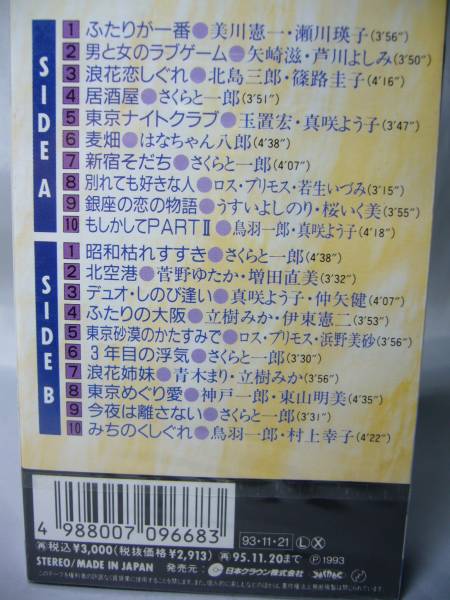 SIDE A
1 ふたりが一番●美川憲一・瀬川瑛子(3'56")
2 男と女のラブゲーム●矢崎滋・芦川よしみ(3'50")
3 浪花恋しぐれ●北島三郎・篠路圭子(4'16")
4 居酒屋●さくらと一郎(3'51")
5 東京ナイトクラブ●玉置宏・真咲よう子(3'47")
6 麦畑●はなちゃん八郎(4'38")
7 新宿そだち●さくらと一郎(4'07")
8 別れても好きな人●ロス・プリモス・若生いづみ(3'15")
9 銀座の恋の物語●うすいよしのり・桜いく美(3'55")
10 もしかしてPARTⅡ●鳥羽一郎・真咲よう子(4'18")
SIDE B
1 昭和枯れすすき●さくらと一郎(4'38")
2 北空港●菅野ゆたか・増田直美(3'32")
3 デュオ・しのび逢い●真咲よう子・仲矢健(4'07")
4 ふたりの大阪●立樹みか・伊東憲二(3'53")
5 東京砂漠のかたすみで●ロス・プリモス・浜野美砂(3'56")
6 3年目の浮気●さくらと一郎(3'30")
7 浪花姉妹●青木まり・立樹みか(3'56")
8 東京めぐり愛●神戸一郎・東山明美(4'35")
9 今夜は離さない●さくらと一郎(3'31")
10 みちのくしぐれ●鳥羽一郎・村上幸子(4'22")
4 988007 096683
93・11・21 Ⓛ Ⓧ
再 税込¥3,000(税抜価格¥2,913) 再 95.11.20まで Ⓟ1993
STEREO/MADE IN JAPAN 発売元: 日本クラウン株式会社